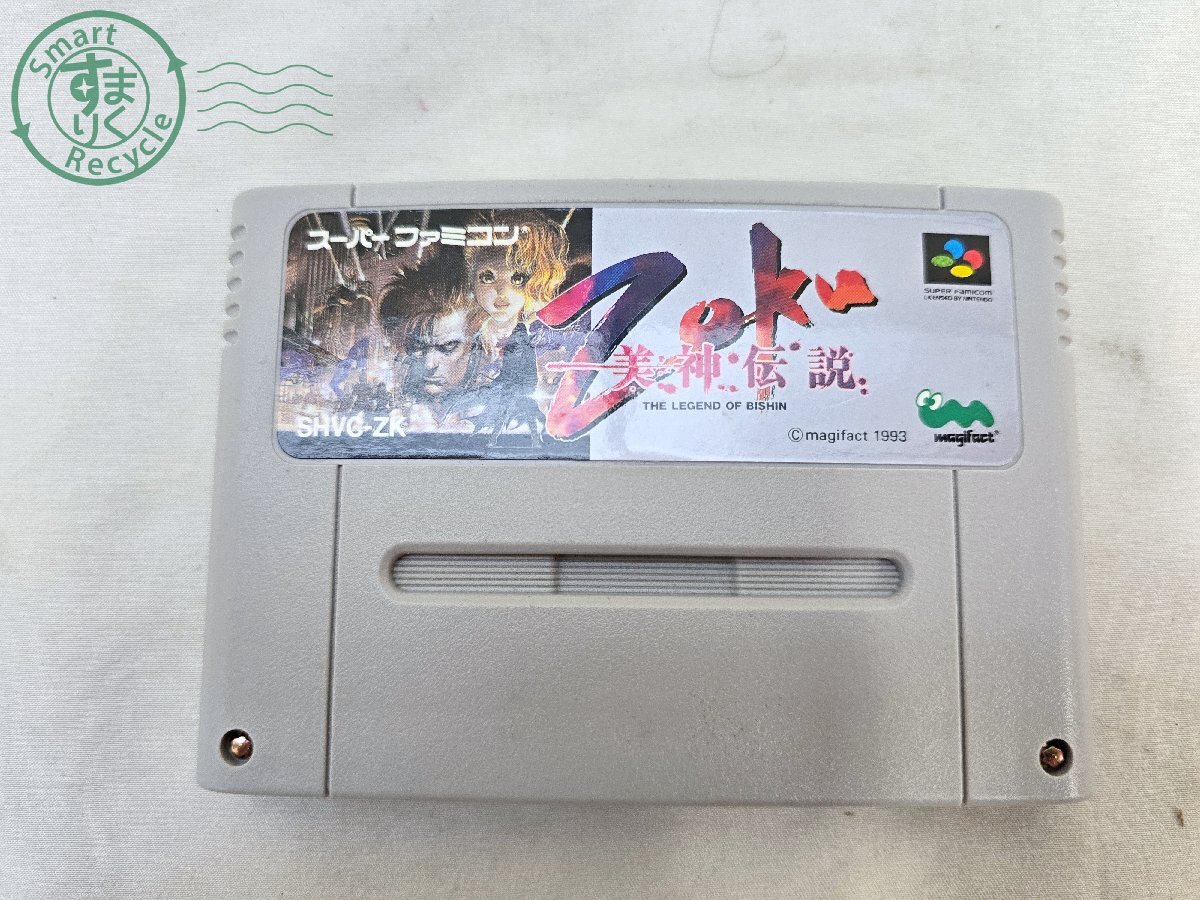 Smart
すまりく
Recycle
スーパーファミコン
Zoku
SUPER FAMICOM
LICENSED BY NINTENDO
美神伝説
THE LEGEND OF BISHIN
SHVC-ZK
©magifact 1993
magifact